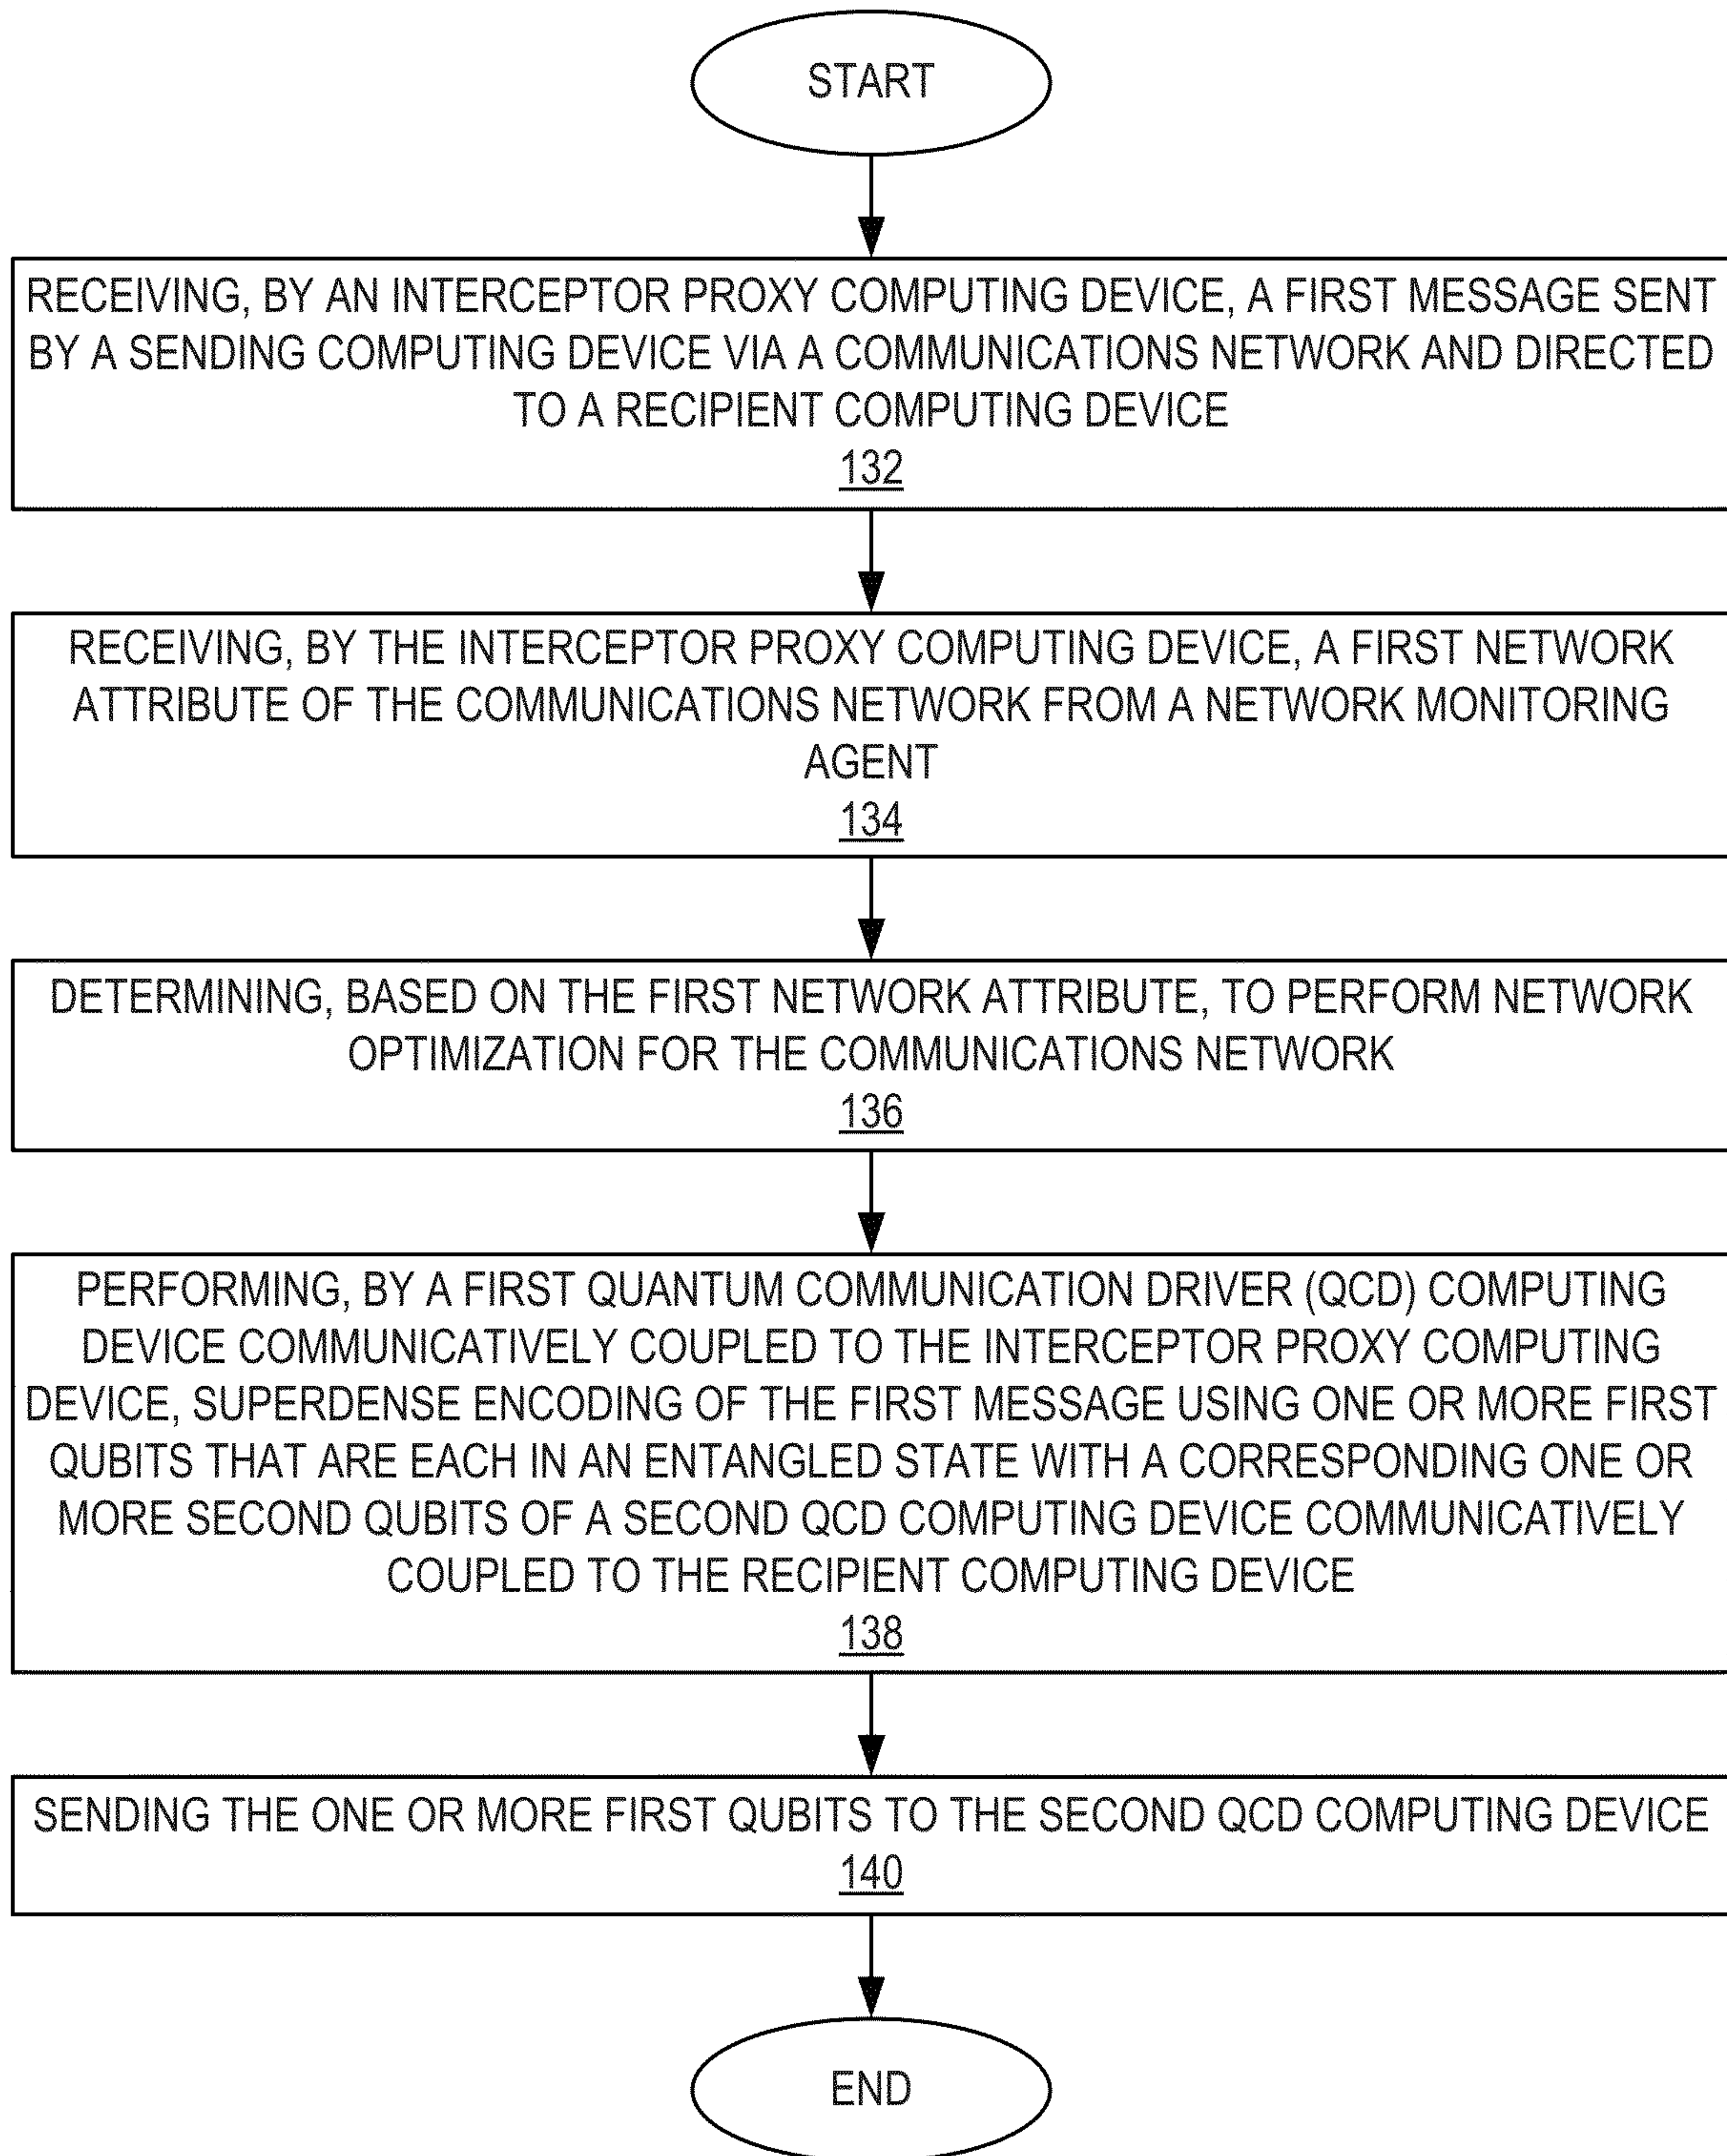 START
RECEIVING, BY AN INTERCEPTOR PROXY COMPUTING DEVICE, A FIRST MESSAGE SENT
BY A SENDING COMPUTING DEVICE VIA A COMMUNICATIONS NETWORK AND DIRECTED
TO A RECIPIENT COMPUTING DEVICE
132
RECEIVING, BY THE INTERCEPTOR PROXY COMPUTING DEVICE, A FIRST NETWORK
ATTRIBUTE OF THE COMMUNICATIONS NETWORK FROM A NETWORK MONITORING
AGENT
134
DETERMINING, BASED ON THE FIRST NETWORK ATTRIBUTE, TO PERFORM NETWORK
OPTIMIZATION FOR THE COMMUNICATIONS NETWORK
136
PERFORMING, BY A FIRST QUANTUM COMMUNICATION DRIVER (QCD) COMPUTING
DEVICE COMMUNICATIVELY COUPLED TO THE INTERCEPTOR PROXY COMPUTING
DEVICE, SUPERDENSE ENCODING OF THE FIRST MESSAGE USING ONE OR MORE FIRST
QUBITS THAT ARE EACH IN AN ENTANGLED STATE WITH A CORRESPONDING ONE OR
MORE SECOND QUBITS OF A SECOND QCD COMPUTING DEVICE COMMUNICATIVELY
COUPLED TO THE RECIPIENT COMPUTING DEVICE
138
SENDING THE ONE OR MORE FIRST QUBITS TO THE SECOND QCD COMPUTING DEVICE
140
END